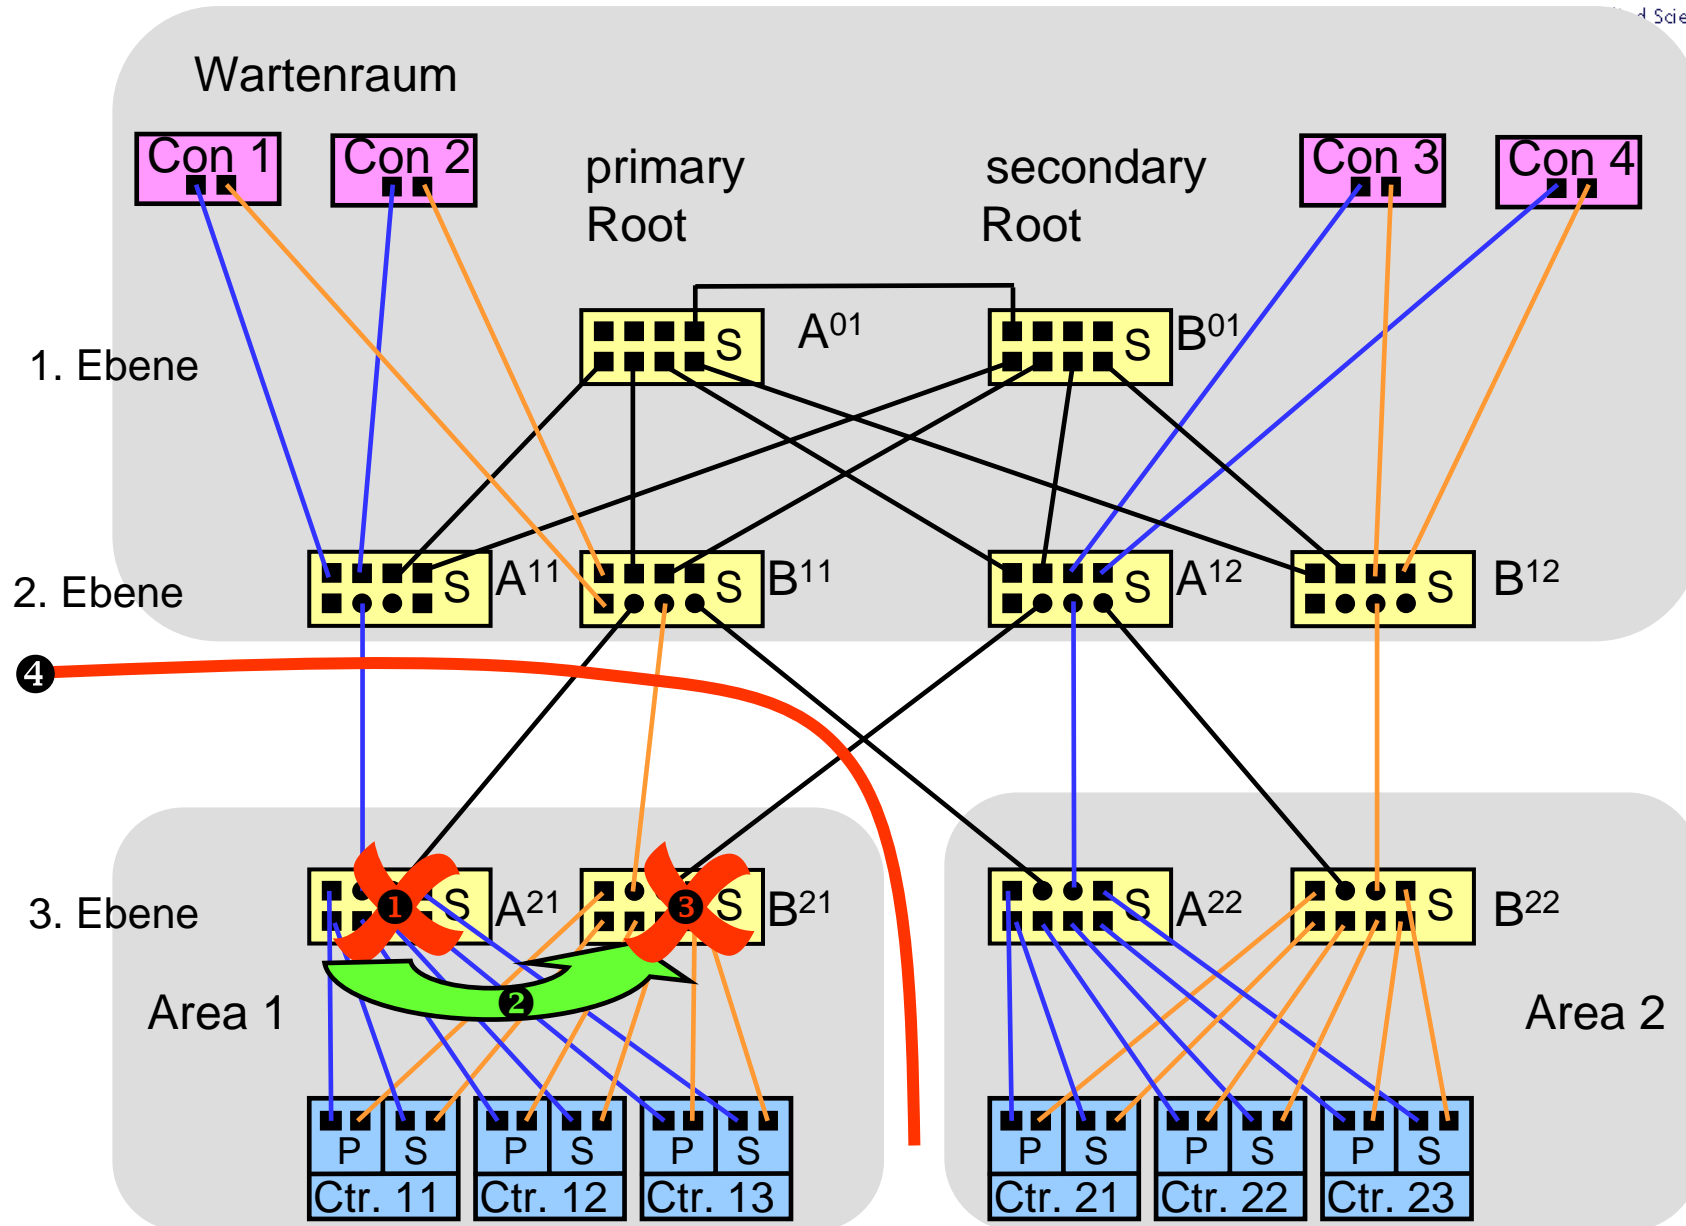 d Scie
Wartenraum
Con 1
Con 2
Con 3
Con 4
primary
Root
secondary
Root
1. Ebene
S
A01
S
B01
2. Ebene
S
A11
S
B11
S
A12
S
B12
4
3. Ebene
1
S
A21
3
S
B21
S
A22
S
B22
2
Area 1
Area 2
P
S
P
S
P
S
P
S
P
S
P
S
Ctr. 11
Ctr. 12
Ctr. 13
Ctr. 21
Ctr. 22
Ctr. 23